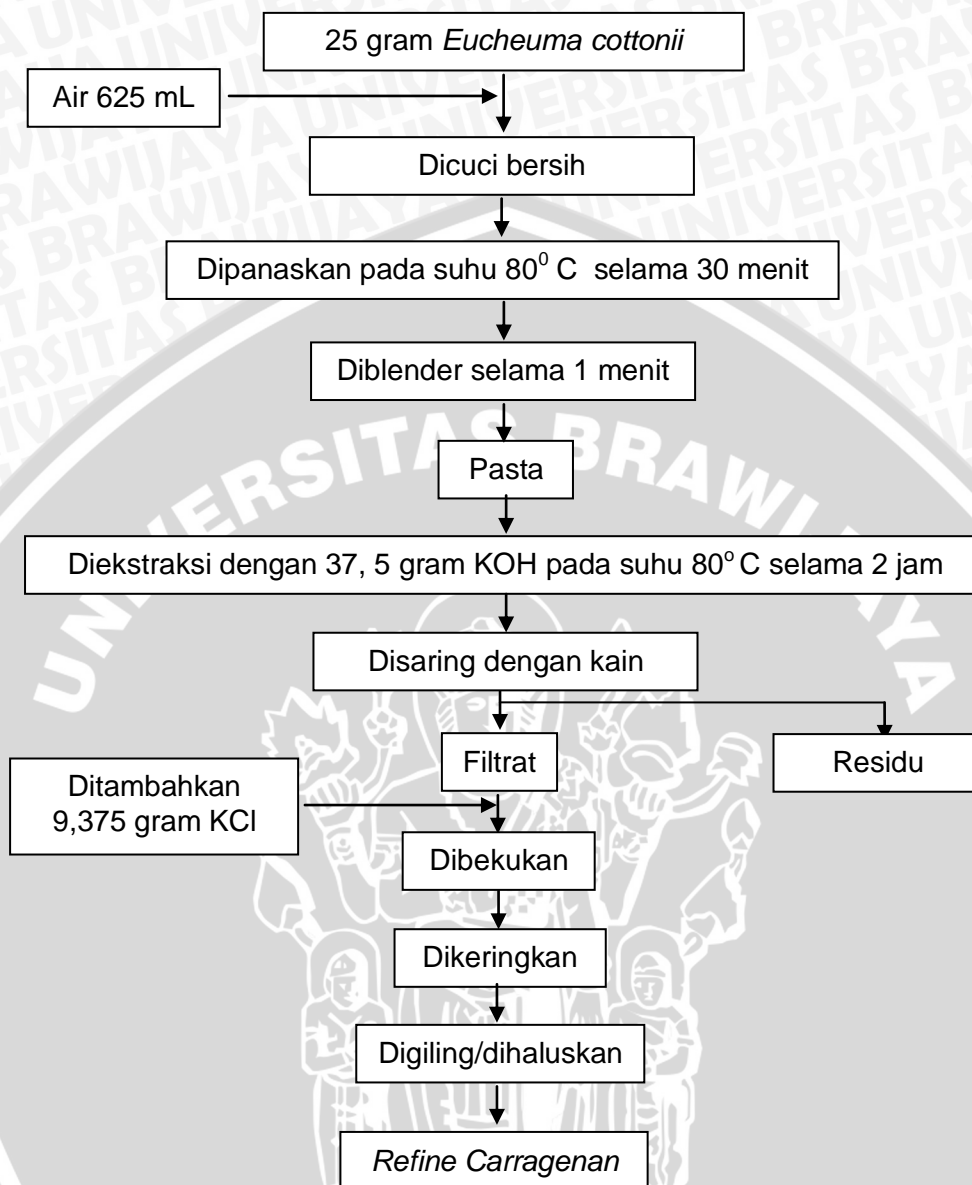 25 gram Eucheuma cottonii
Air 625 mL
Dicuci bersih
Dipanaskan pada suhu 80⁰ C selama 30 menit
Diblender selama 1 menit
Pasta
Diekstraksi dengan 37, 5 gram KOH pada suhu 80° C selama 2 jam
Disaring dengan kain
Filtrat
Residu
Ditambahkan
9,375 gram KCl
Dibekukan
Dikeringkan
Digiling/dihaluskan
Refine Carragenan
UNIVERSITAS BRAWIJAYA